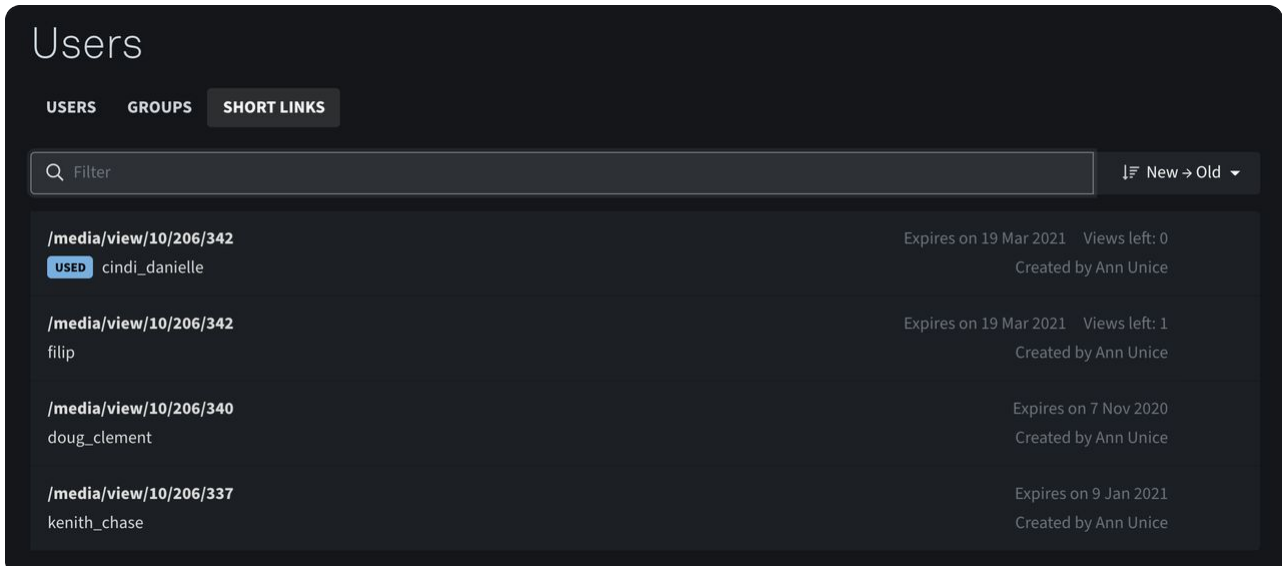 Users
USERS GROUPS SHORT LINKS
Filter New → Old
/media/view/10/206/342 Expires on 19 Mar 2021 Views left: 0
USED cindi_danielle Created by Ann Unice
/media/view/10/206/342 Expires on 19 Mar 2021 Views left: 1
filip Created by Ann Unice
/media/view/10/206/340 Expires on 7 Nov 2020
doug_clement Created by Ann Unice
/media/view/10/206/337 Expires on 9 Jan 2021
kenith_chase Created by Ann Unice